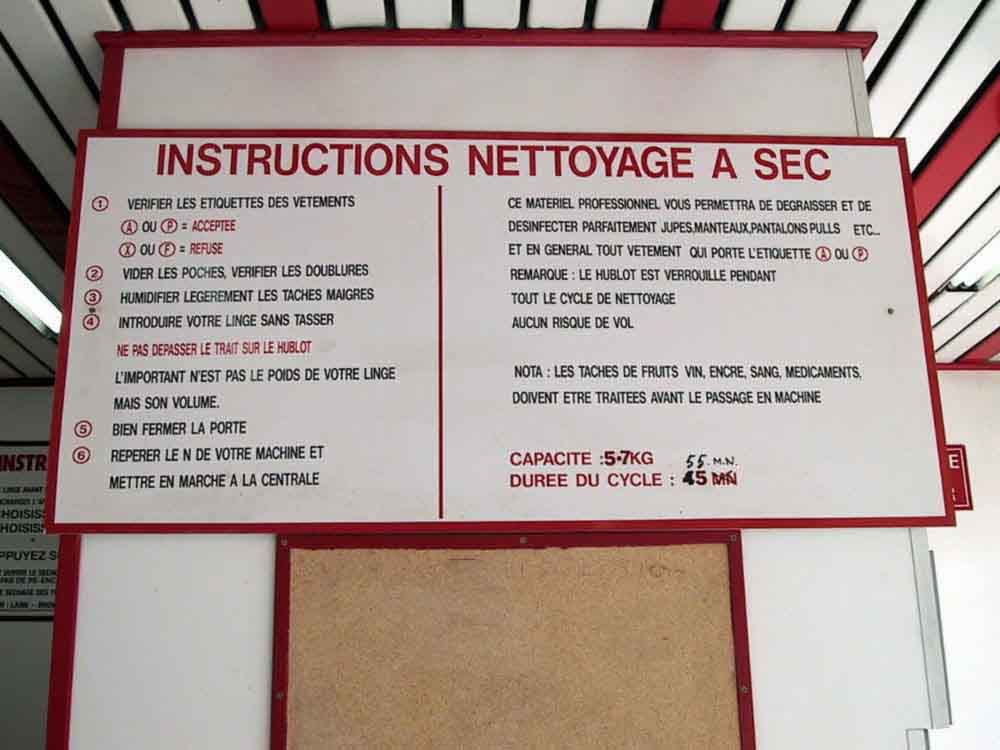 INSTRUCTIONS NETTOYAGE A SEC
1 VERIFIER LES ETIQUETTES DES VETEMENTS
A OU P = ACCEPTEE
X OU F = REFUSE
2 VIDER LES POCHES, VERIFIER LES DOUBLURES
3 HUMIDIFIER LEGEREMENT LES TACHES MAIGRES
4 INTRODUIRE VOTRE LINGE SANS TASSER
NE PAS DEPASSER LE TRAIT SUR LE HUBLOT
L'IMPORTANT N'EST PAS LE POIDS DE VOTRE LINGE
MAIS SON VOLUME.
5 BIEN FERMER LA PORTE
6 REPERER LE N DE VOTRE MACHINE ET
METTRE EN MARCHE A LA CENTRALE
CE MATERIEL PROFESSIONNEL VOUS PERMETTRA DE DEGRAISSER ET DE
DESINFECTER PARFAITEMENT JUPES,MANTEAUX,PANTALONS PULLS ETC...
ET EN GENERAL TOUT VETEMENT QUI PORTE L'ETIQUETTE A OU P
REMARQUE : LE HUBLOT EST VERROUILLE PENDANT
TOUT LE CYCLE DE NETTOYAGE
AUCUN RISQUE DE VOL
NOTA : LES TACHES DE FRUITS VIN, ENCRE, SANG, MEDICAMENTS,
DOIVENT ETRE TRAITEES AVANT LE PASSAGE EN MACHINE
CAPACITE :5-7KG 55 M.N.
DUREE DU CYCLE : 45 MN
INSTR
LINGE AVANT
HOISIS
HOISIS
PPUYEZ S